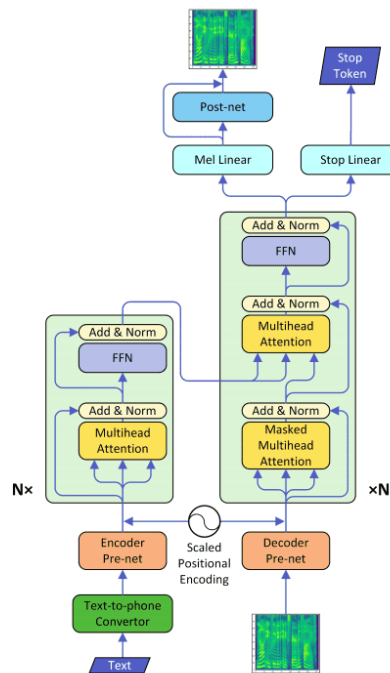 Stop
Token
Post-net
Mel Linear
Stop Linear
Add & Norm
FFN
Add & Norm
Multihead
Attention
Add & Norm
FFN
Add & Norm
Multihead
Attention
Add & Norm
Masked
Multihead
Attention
N×
×N
Encoder
Pre-net
Scaled
Positional
Encoding
Decoder
Pre-net
Text-to-phone
Convertor
Text